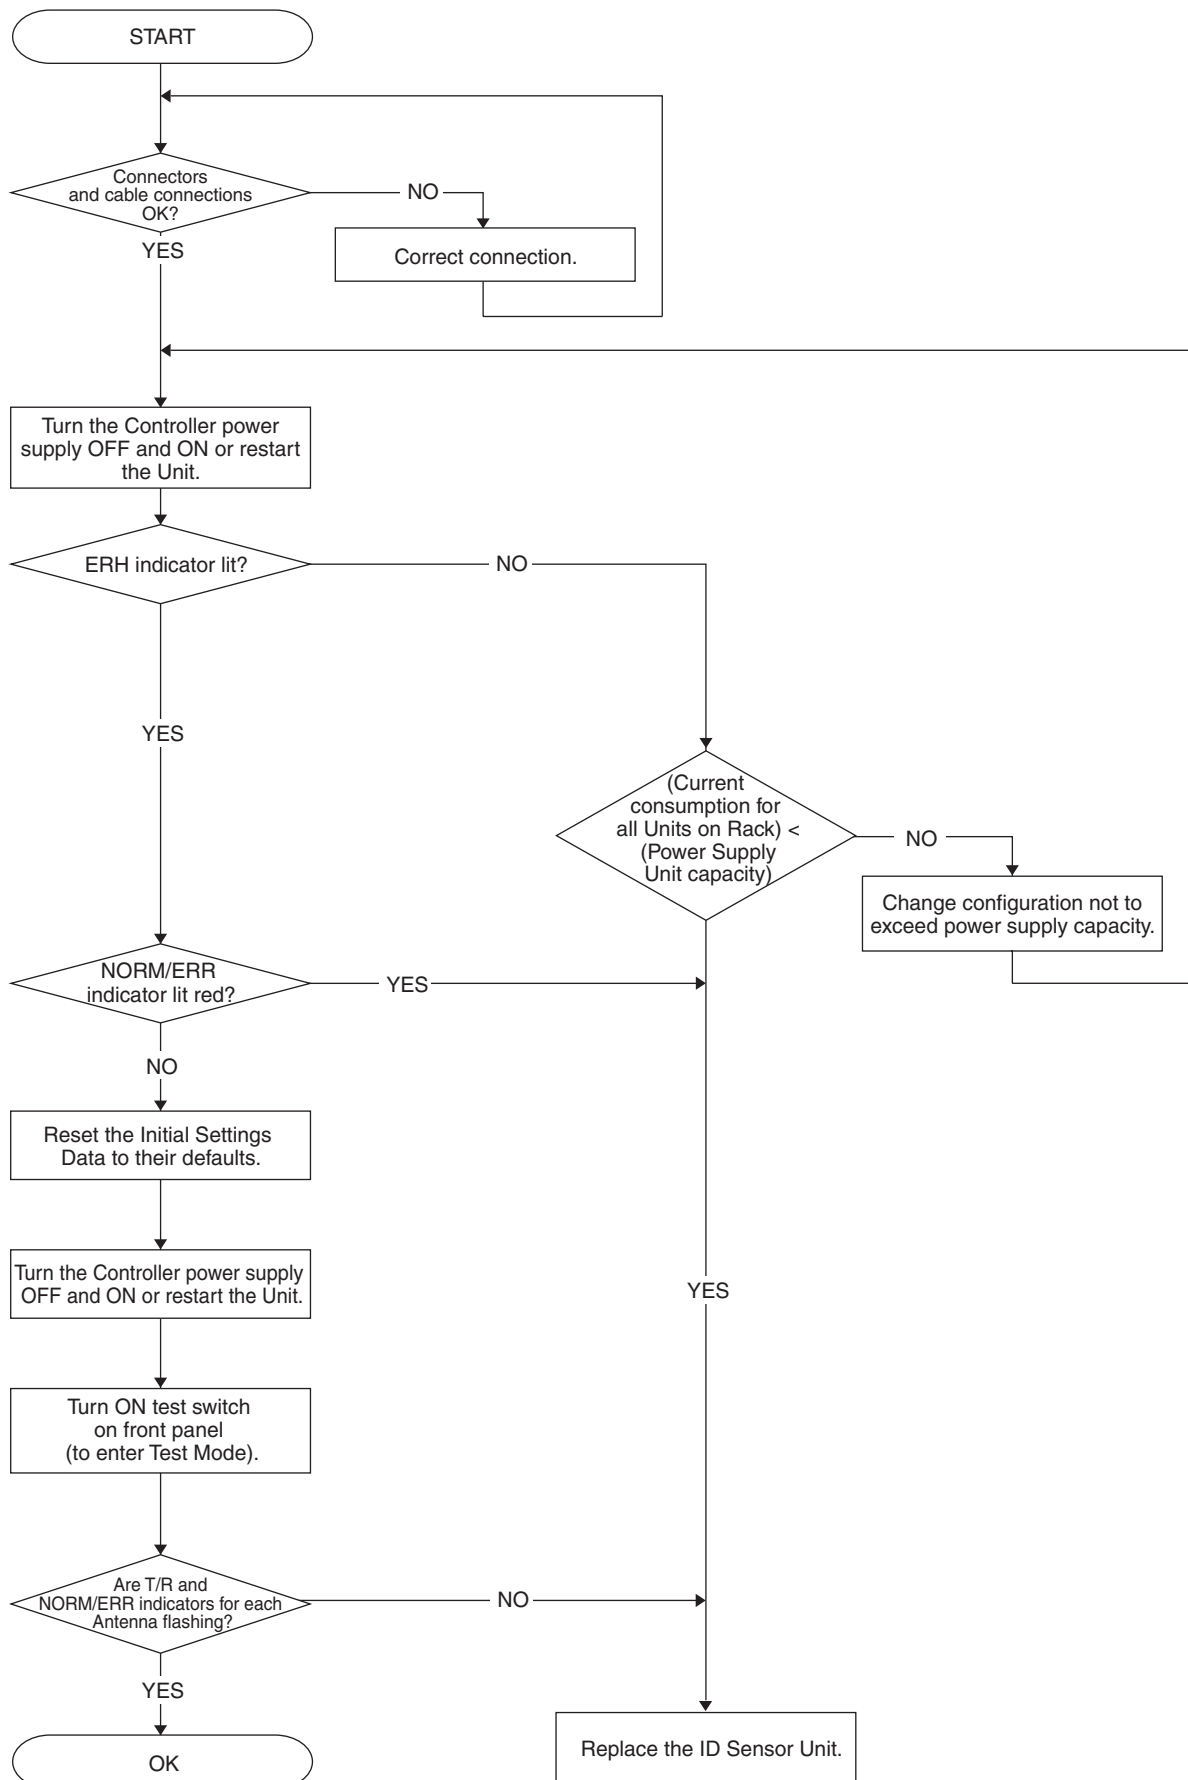 START
Connectors
and cable connections
OK?
NO
YES
Correct connection.
Turn the Controller power
supply OFF and ON or restart
the Unit.
ERH indicator lit?
NO
YES
(Current
consumption for
all Units on Rack) <
(Power Supply
Unit capacity)
NO
Change configuration not to
exceed power supply capacity.
NORM/ERR
indicator lit red?
YES
NO
Reset the Initial Settings
Data to their defaults.
Turn the Controller power supply
OFF and ON or restart the Unit.
YES
Turn ON test switch
on front panel
(to enter Test Mode).
Are T/R and
NORM/ERR indicators for each
Antenna flashing?
NO
YES
OK
Replace the ID Sensor Unit.